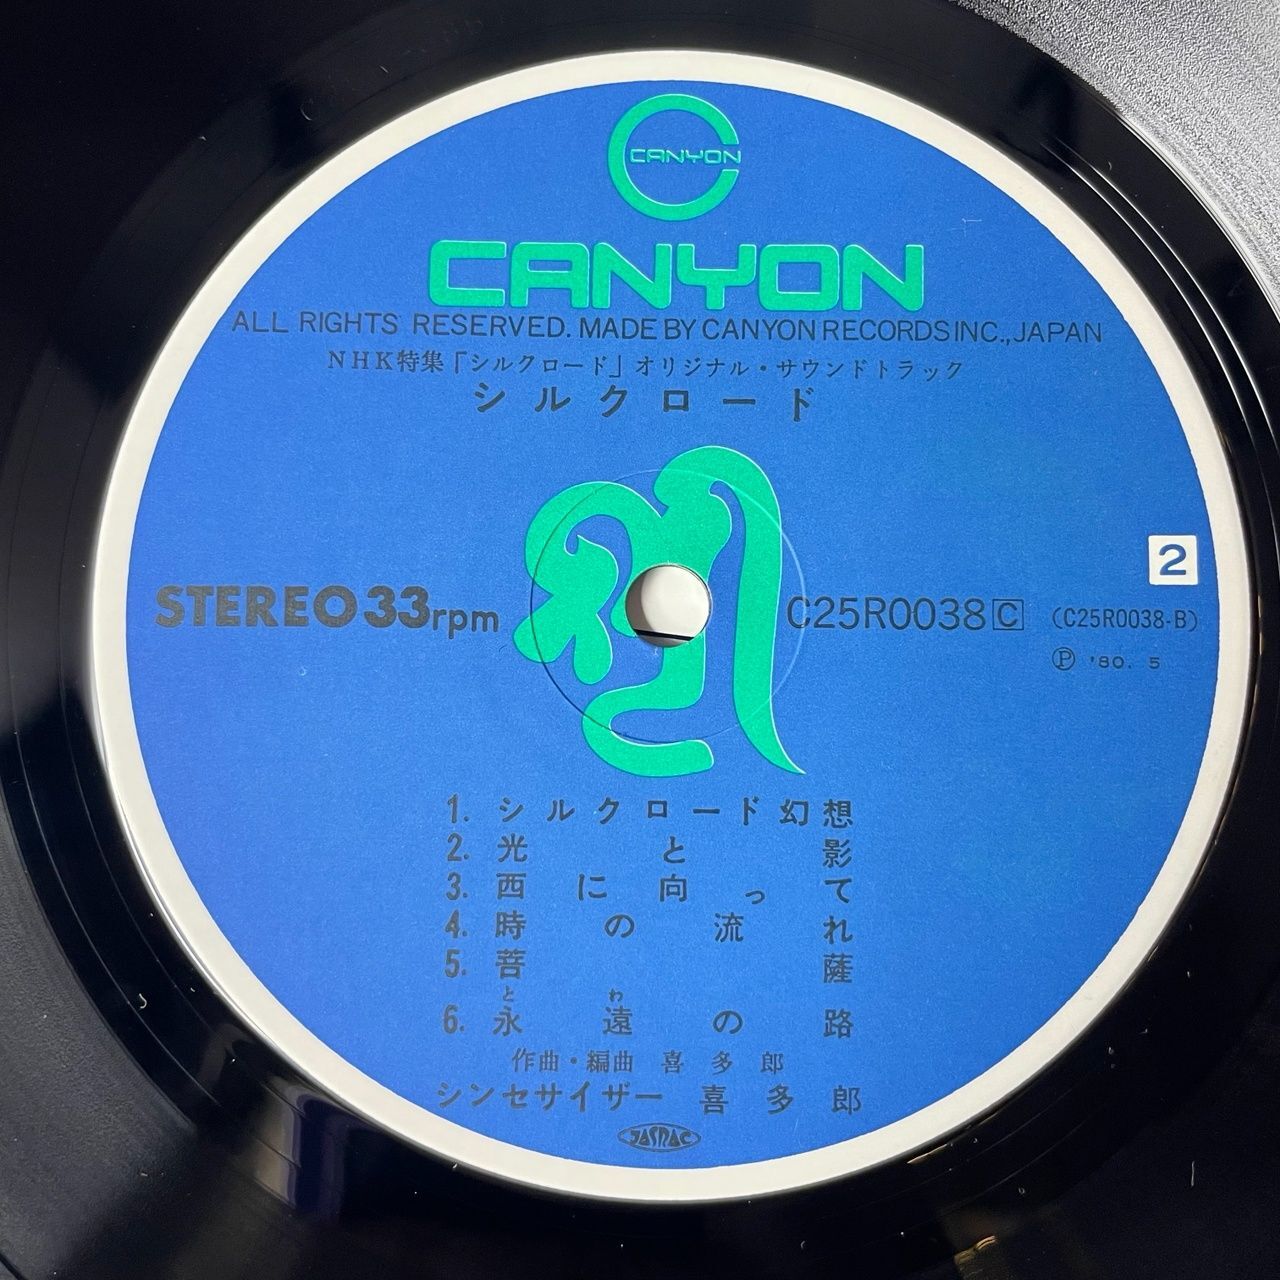 CANYON
CANYON
ALL RIGHTS RESERVED. MADE BY CANYON RECORDS INC., JAPAN
NHK特集「シルクロード」オリジナル・サウンドトラック
シルクロード
2
STEREO 33rpm
C25R0038 C (C25R0038-B)
Ⓟ '80. 5
1. シルクロード幻想
2. 光と影
3. 西に向って
4. 時の流れ
5. 菩薩
とわ
6. 永遠の路
作曲・編曲 喜多郎
シンセサイザー 喜多郎
JASRAC